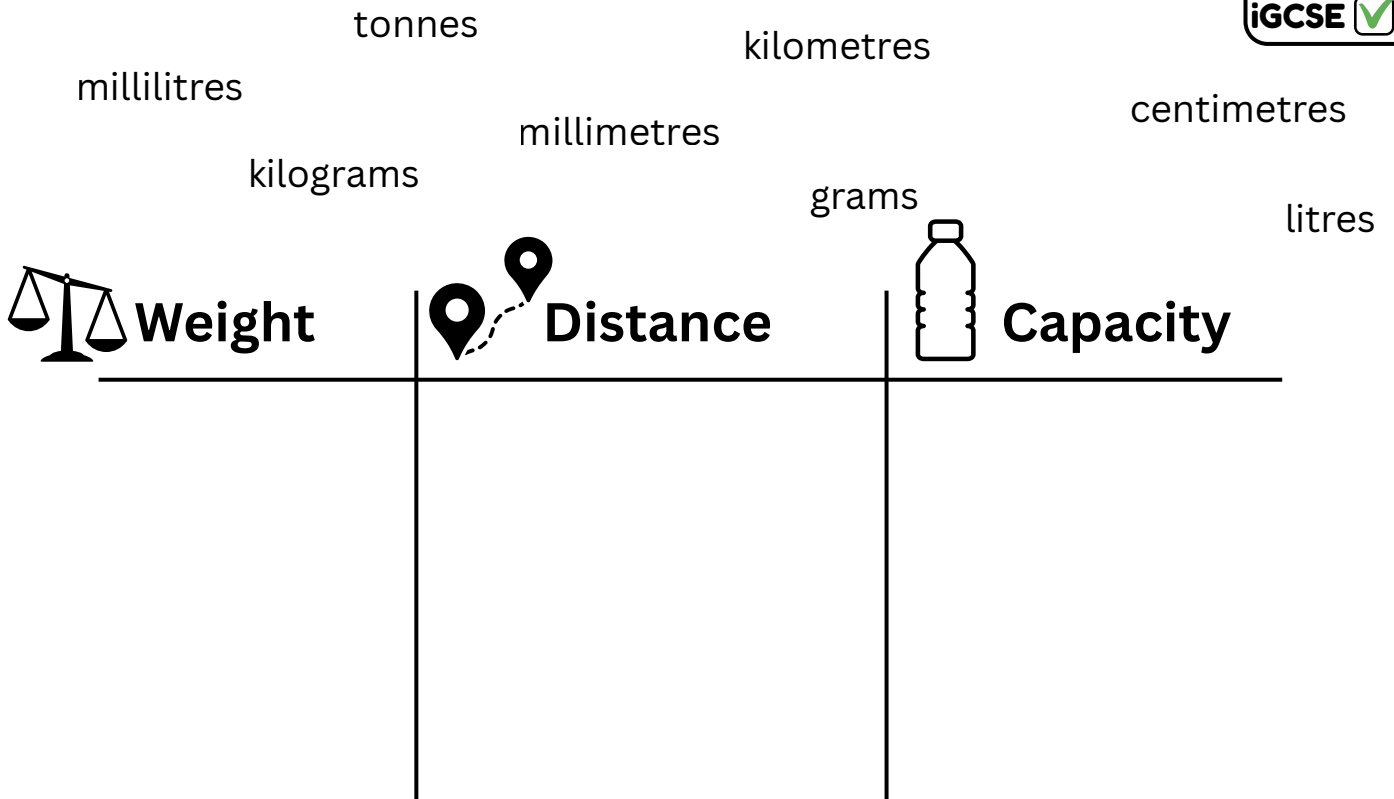 iGCSE
tonnes
kilometres
millilitres
centimetres
millimetres
kilograms
grams
litres
Weight
Distance
Capacity